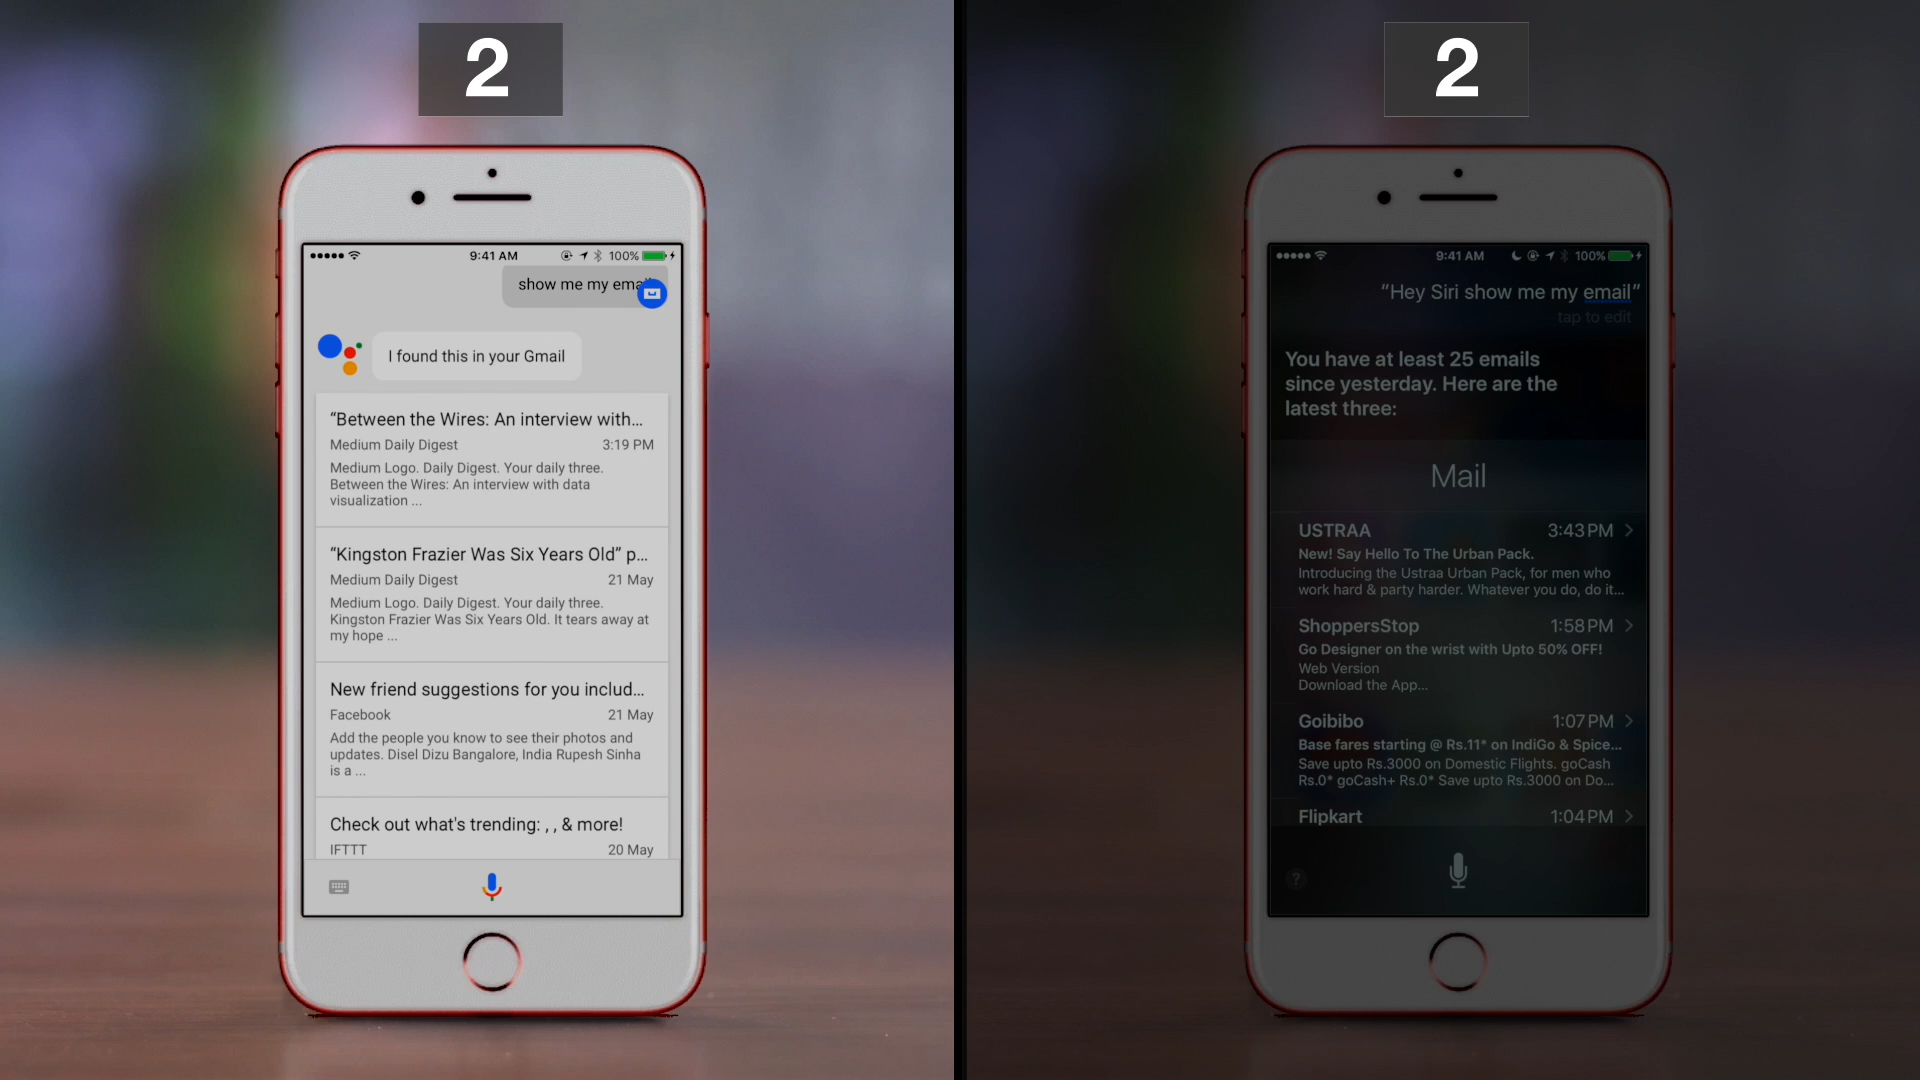 2
9:41 AM
100%
show me my ema
I found this in your Gmail
“Between the Wires: An interview with...
Medium Daily Digest
3:19 PM
Medium Logo. Daily Digest. Your daily three.
Between the Wires: An interview with data
visualization ...
“Kingston Frazier Was Six Years Old” p...
Medium Daily Digest
21 May
Medium Logo. Daily Digest. Your daily three.
Kingston Frazier Was Six Years Old. It tears away at
my hope ...
New friend suggestions for you includ...
Facebook
21 May
Add the people you know to see their photos and
updates. Disel Dizu Bangalore, India Rupesh Sinha
is a ...
Check out what's trending: , , & more!
IFTTT
20 May
2
9:41 AM
100%
“Hey Siri show me my email”
tap to edit
You have at least 25 emails
since yesterday. Here are the
latest three:
Mail
USTRAA
3:43 PM
New! Say Hello To The Urban Pack.
Introducing the Ustraa Urban Pack, for men who
work hard & party harder. Whatever you do, do it...
ShoppersStop
1:58 PM
Go Designer on the wrist with Upto 50% OFF!
Web Version
Download the App...
Goibibo
1:07 PM
Base fares starting @ Rs.11* on IndiGo & Spice...
Save upto Rs.3000 on Domestic Flights. goCash
Rs.0* goCash+ Rs.0* Save upto Rs.3000 on Do...
Flipkart
1:04 PM
?